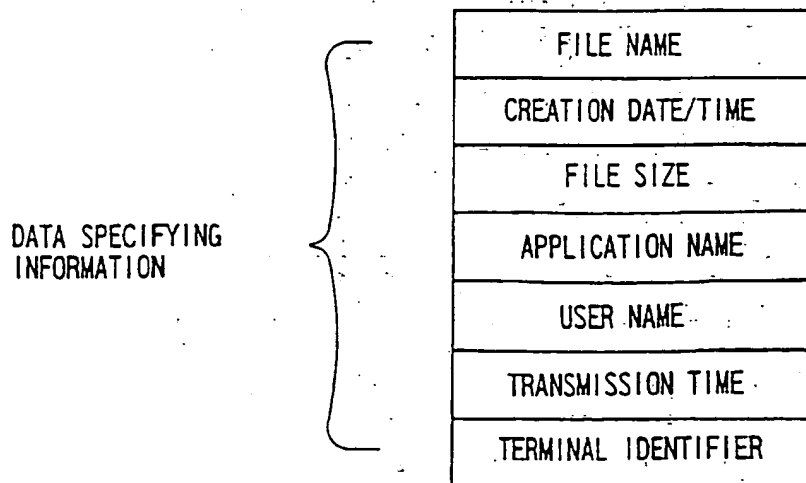 FILE NAME
CREATION DATE/TIME
FILE SIZE
DATA SPECIFYING
INFORMATION
APPLICATION NAME
USER NAME
TRANSMISSION TIME
TERMINAL IDENTIFIER